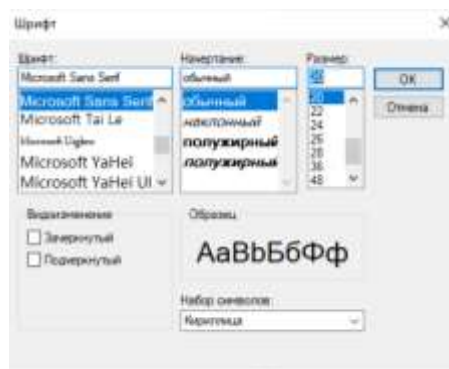 Шрифт
Шрифт:
Microsoft Sans Serif
Microsoft Sans Serif
Microsoft Tai Le
Microsoft Uighur
Microsoft YaHei
Microsoft YaHei UI
Начертание:
обычный
обычный
наклонный
полужирный
полужирный
Размер:
20
22
24
26
28
36
48
OK
Отмена
Видоизменение
Зачеркнутый
Подчеркнутый
Образец
AaBbБбФф
Набор символов:
Кириллица